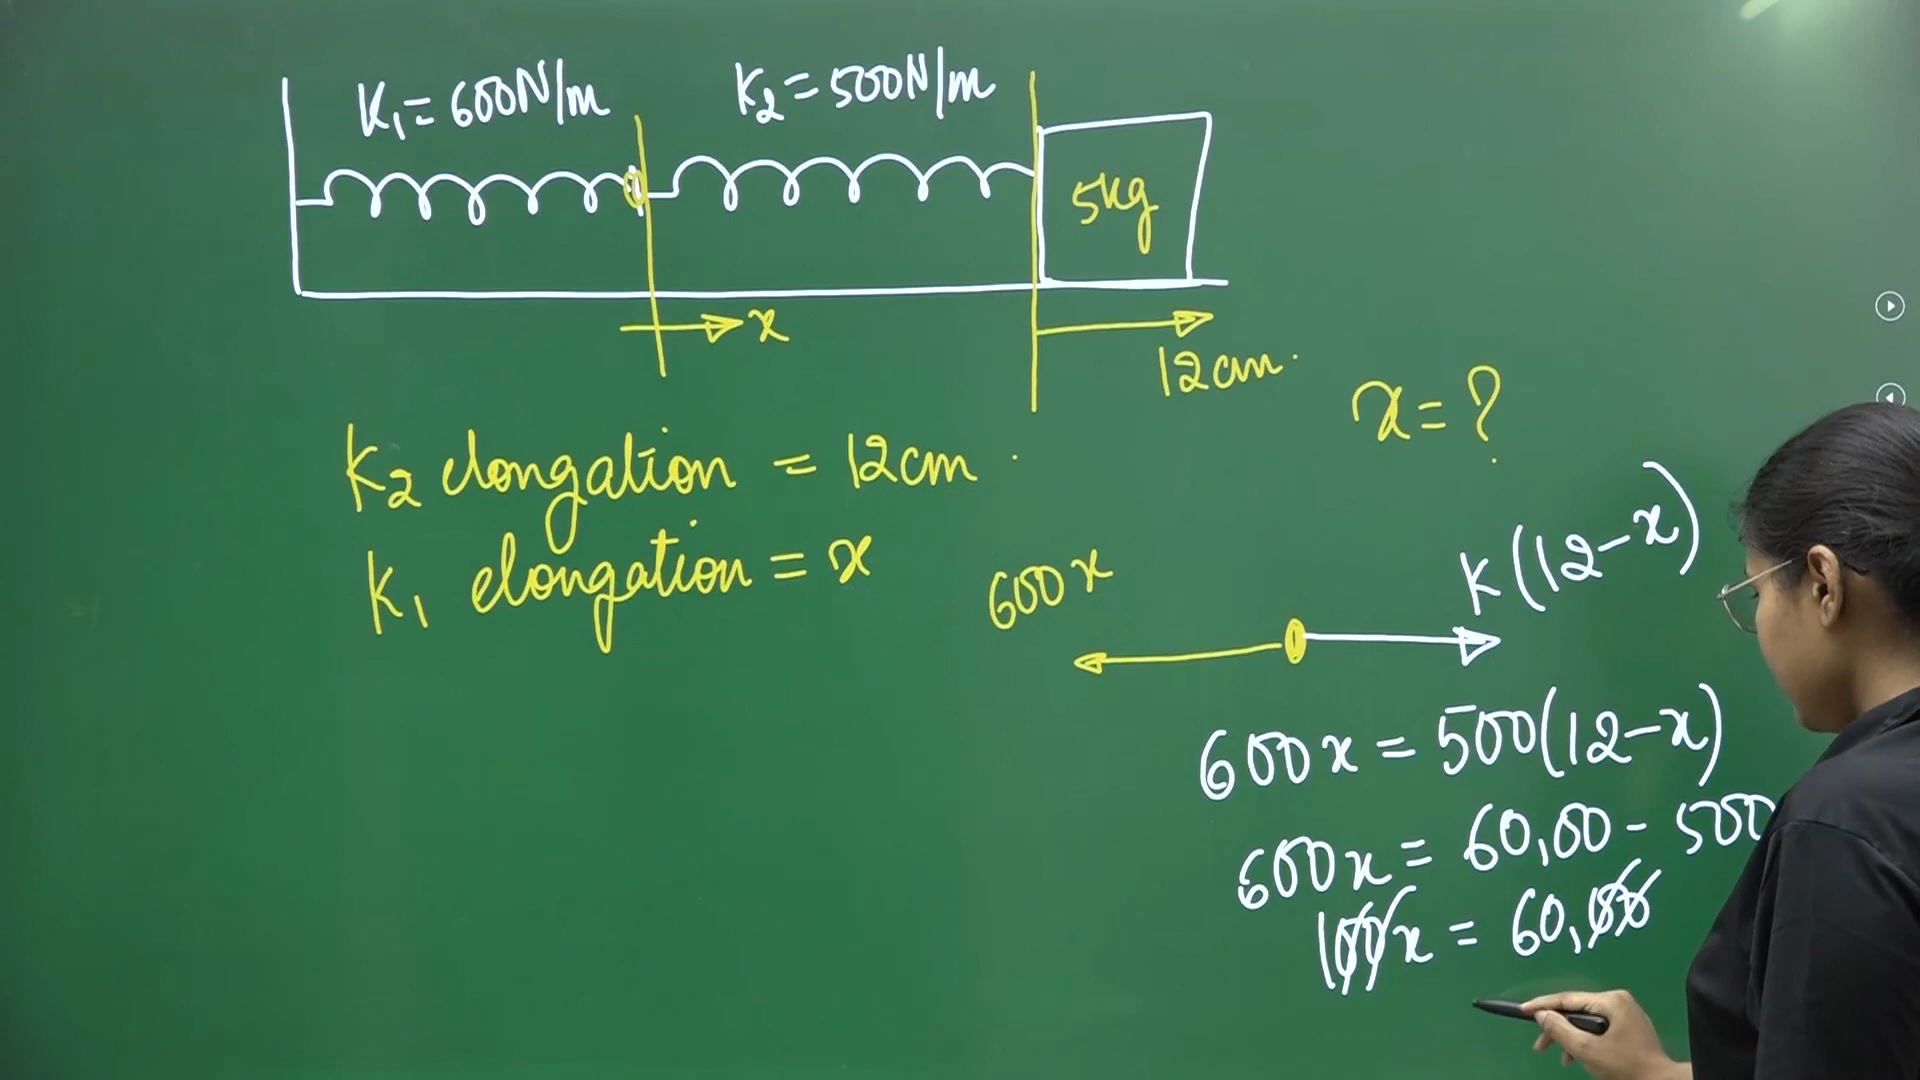 K₁ = 600N/m
K₂ = 500N/m
5kg
x
12cm.
x = ?
K₂ elongation = 12cm.
K₁ elongation = x
600x
K(12-x)
600x = 500(12-x)
600x = 60,00 - 500
100x = 60,00